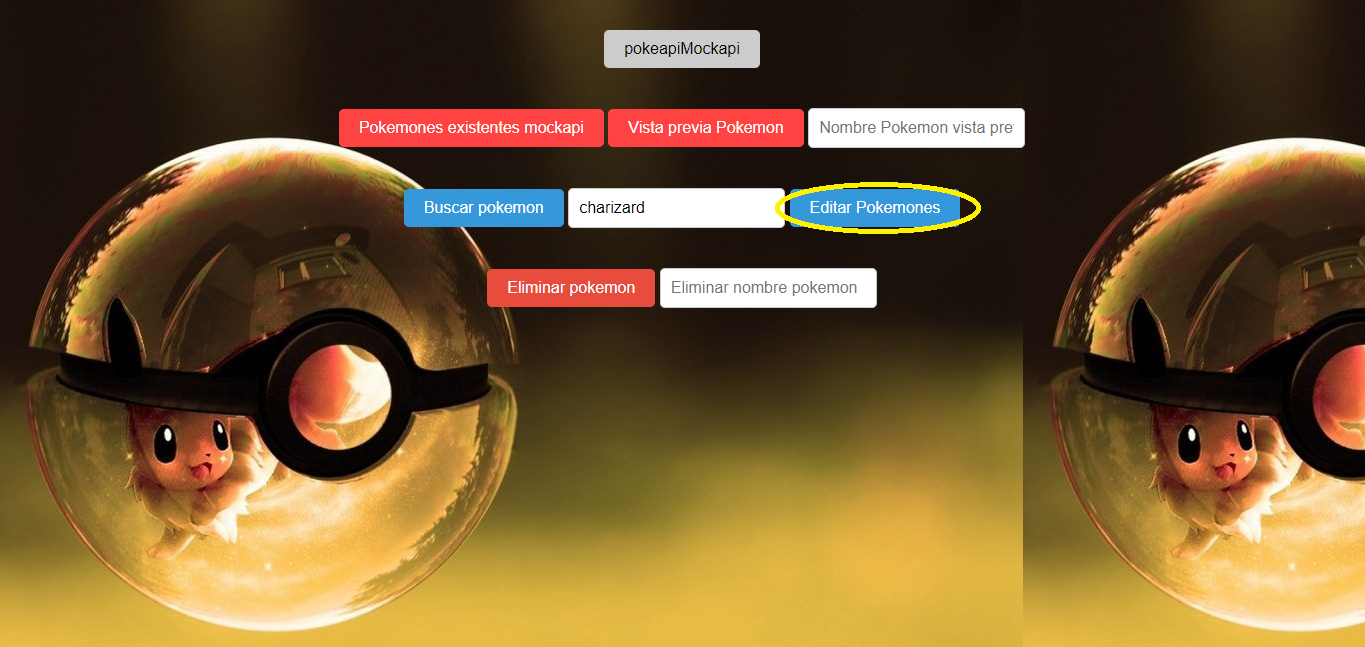 pokeapiMockapi
Pokemones existentes mockapi Vista previa Pokemon Nombre Pokemon vista pre
Buscar pokemon charizard Editar Pokemones
Eliminar pokemon Eliminar nombre pokemon